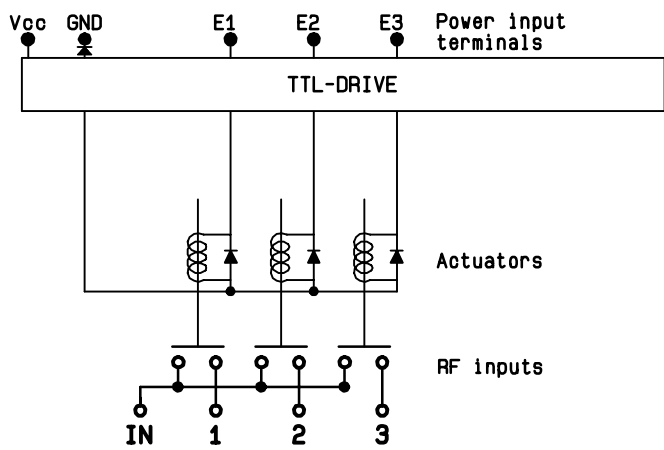 Vcc GND E1 E2 E3 Power input
terminals
TTL-DRIVE
Actuators
RF inputs
IN 1 2 3